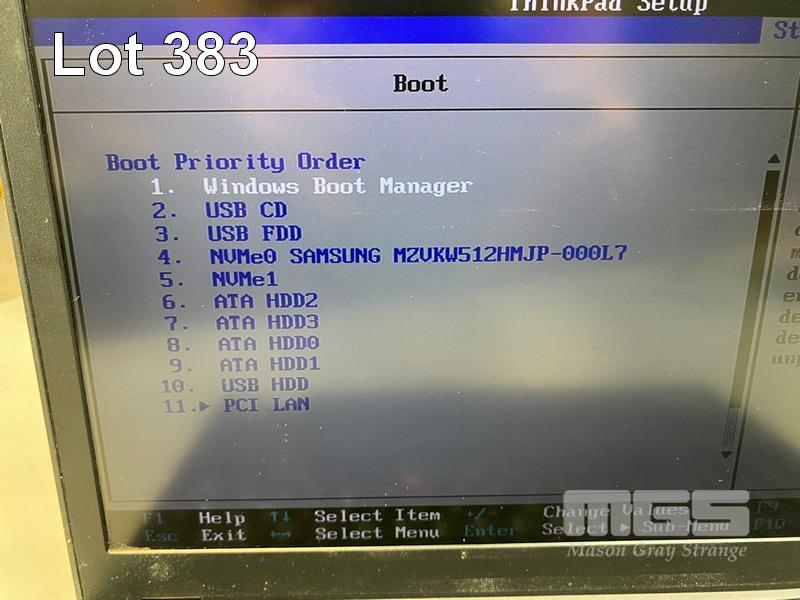 ThinkPad Setup
Lot 383
St
Boot
Boot Priority Order
1. Windows Boot Manager
2. USB CD
3. USB FDD
4. NVMe0 SAMSUNG MZVKW512HMJP-000L7
5. NVMe1
6. ATA HDD2
7. ATA HDD3
8. ATA HDD0
9. ATA HDD1
10. USB HDD
11.▸ PCI LAN
F1 Help ↑↓ Select Item +/- Change Values F9
Esc Exit ←→ Select Menu Enter Select ▸ Sub-Menu F10
MGS
Mason Gray Strange